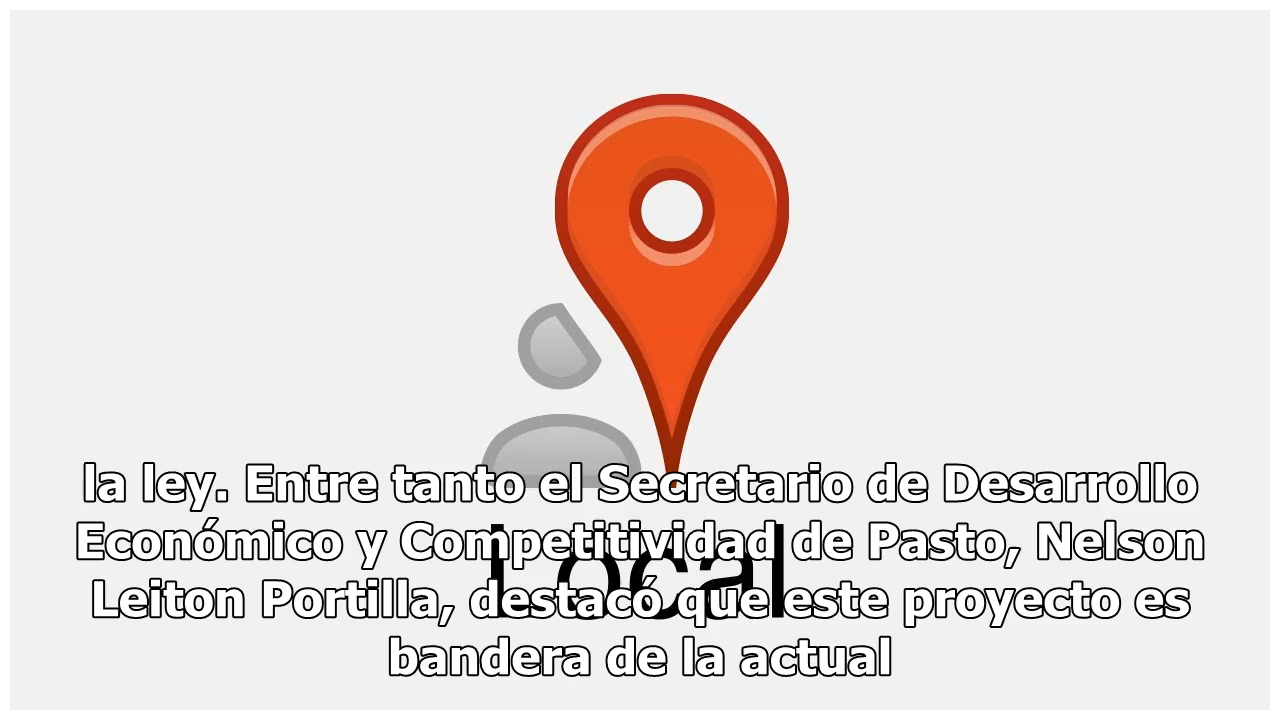 la ley. Entre tanto el Secretario de Desarrollo
Económico y Competitividad de Pasto, Nelson
Leiton Portilla, destacó que este proyecto es
bandera de la actual
Local